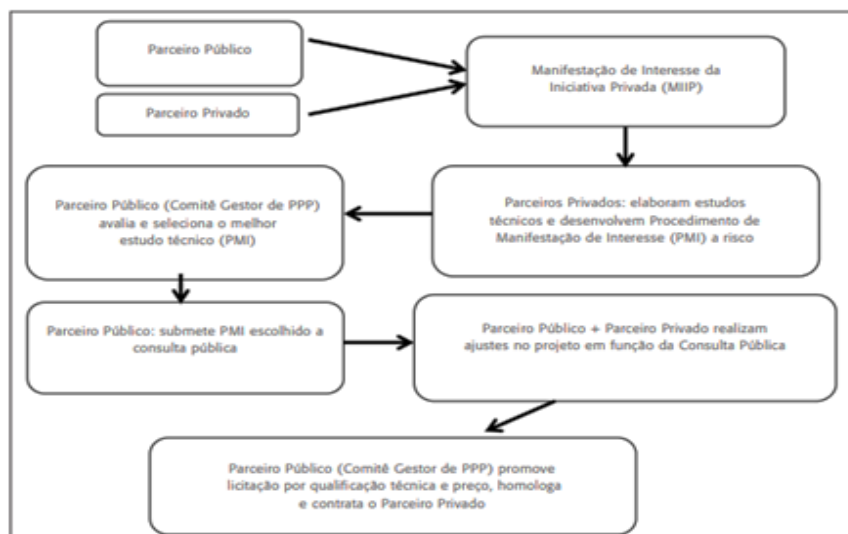 Parceiro Público
Parceiro Privado
Manifestação de Interesse da
Iniciativa Privada (MIIP)
Parceiros Privados: elaboram estudos
técnicos e desenvolvem Procedimento de
Manifestação de Interesse (PMI) a risco
Parceiro Público (Comitê Gestor de PPP)
avalia e seleciona o melhor
estudo técnico (PMI)
Parceiro Público: submete PMI escolhido a
consulta pública
Parceiro Público + Parceiro Privado realizam
ajustes no projeto em função da Consulta Pública
Parceiro Público (Comitê Gestor de PPP) promove
licitação por qualificação técnica e preço, homologa
e contrata o Parceiro Privado